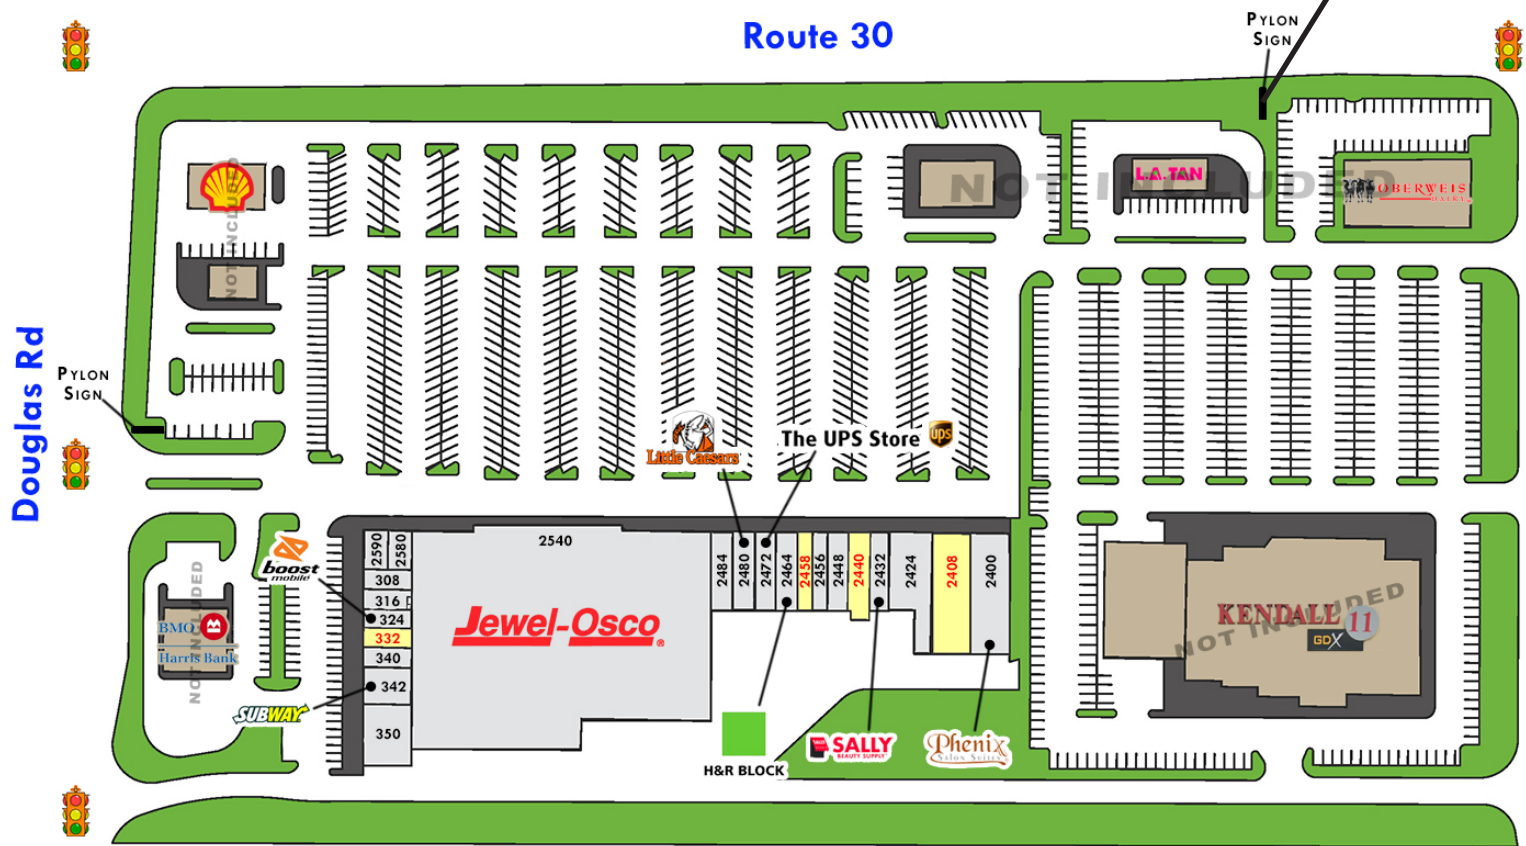 Route 30
PYLON
SIGN
NOT INCLUDED
NOT INCLUDED
L.A. TAN
OBERWEIS
DAIRY
Douglas Rd
PYLON
SIGN
Little Caesars
The UPS Store
ups
2590
2580
2540
2484
2480
2472
2464
2458
2456
2448
2440
2432
2424
2408
2400
boost
mobile
308
316
324
332
340
342
350
Jewel-Osco
NOT INCLUDED
BMO
Harris Bank
SUBWAY
KENDALL 11
GDX
NOT INCLUDED
H&R BLOCK
SALLY
BEAUTY SUPPLY
Phenix
Salon Suites